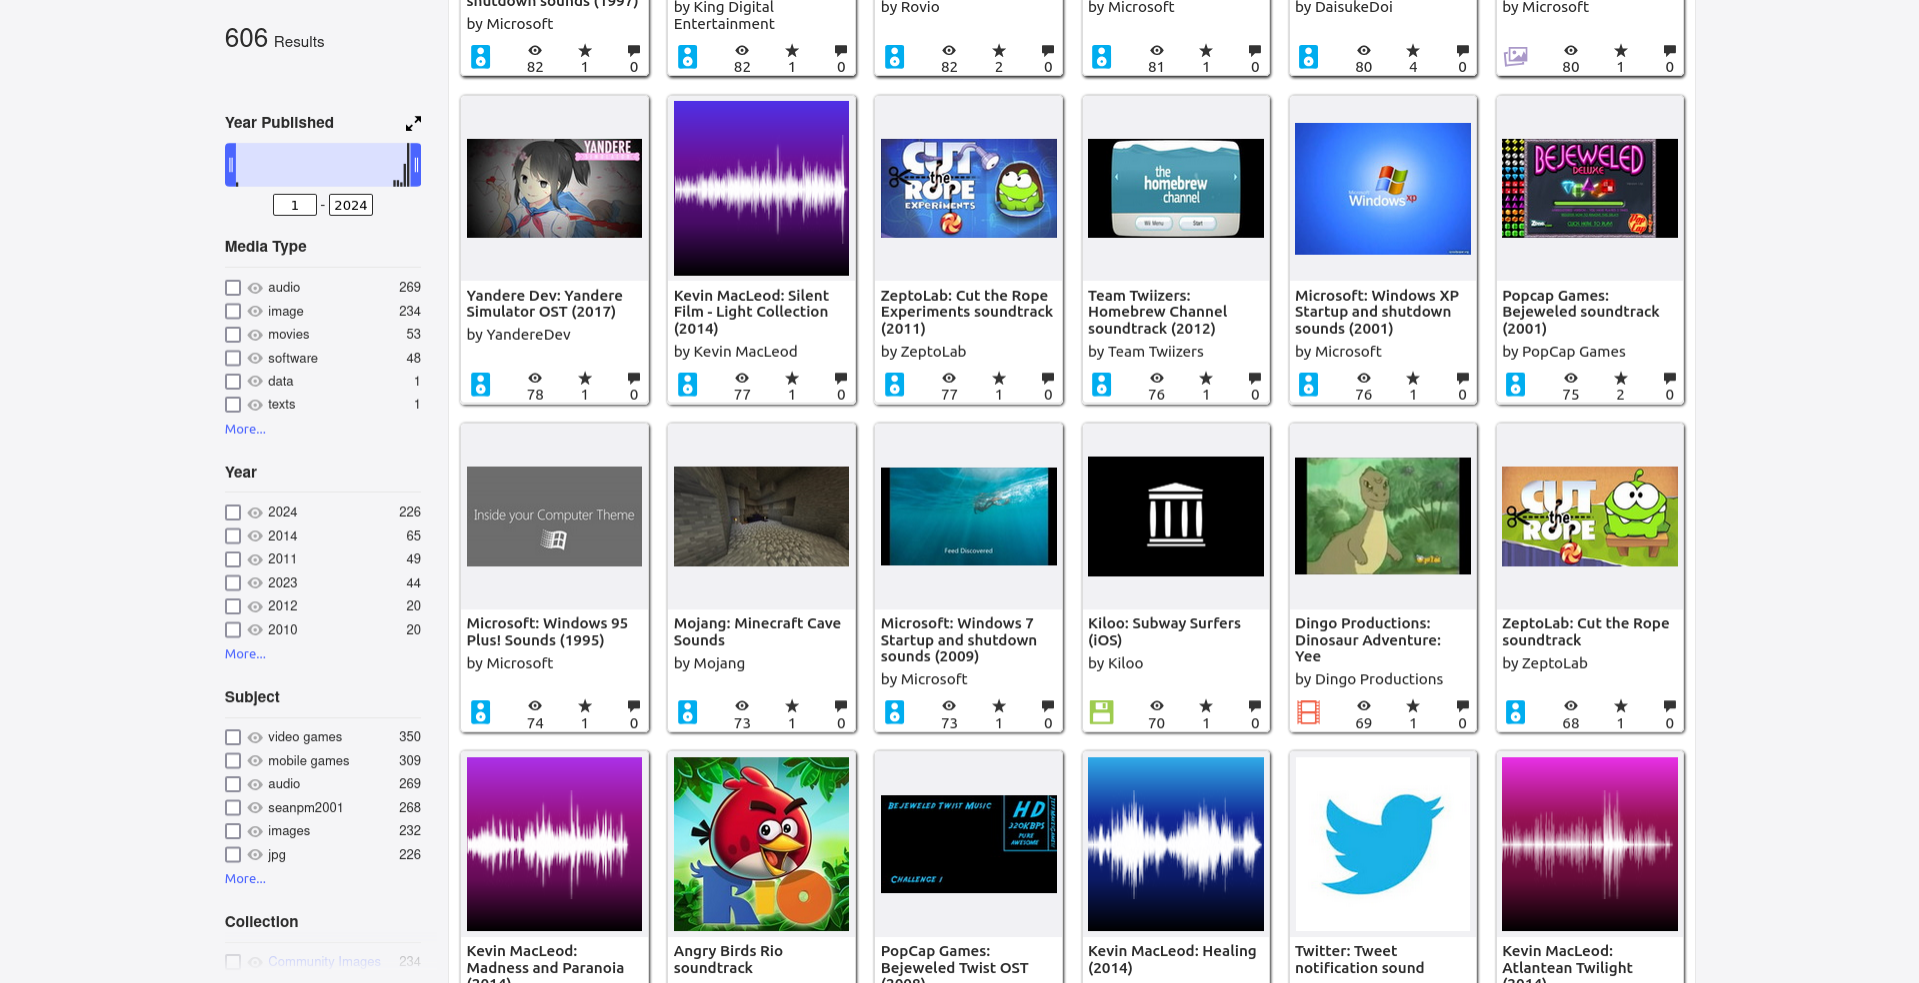 606 Results
Year Published
1 - 2024
Media Type
audio 269
image 234
movies 53
software 48
data 1
texts 1
More...
Year
2024 226
2014 65
2011 49
2023 44
2012 20
2010 20
More...
Subject
video games 350
mobile games 309
audio 269
seanpm2001 268
images 232
jpg 226
More...
Collection
Community Images 234
shutdown sounds (1997)
by Microsoft
82 1 0
by King Digital
Entertainment
82 1 0
by Rovio
82 2 0
by Microsoft
81 1 0
by DaisukeDoi
80 4 0
by Microsoft
80 1 0
YANDERE
Yandere Dev: Yandere
Simulator OST (2017)
by YandereDev
78 1 0
Kevin MacLeod: Silent
Film - Light Collection
(2014)
by Kevin MacLeod
77 1 0
CUT
the
ROPE
EXPERIMENTS
ZeptoLab: Cut the Rope
Experiments soundtrack
(2011)
by ZeptoLab
77 1 0
the
homebrew
channel
Wii Menu Start
Team Twiizers:
Homebrew Channel
soundtrack (2012)
by Team Twiizers
76 1 0
Microsoft
Windows xp
Microsoft: Windows XP
Startup and shutdown
sounds (2001)
by Microsoft
76 1 0
BEJEWELED
DELUXE
Popcap Games:
Bejeweled soundtrack
(2001)
by PopCap Games
75 2 0
Inside your Computer Theme
Microsoft: Windows 95
Plus! Sounds (1995)
by Microsoft
74 1 0
Mojang: Minecraft Cave
Sounds
by Mojang
73 1 0
Feed Discovered
Microsoft: Windows 7
Startup and shutdown
sounds (2009)
by Microsoft
73 1 0
Kiloo: Subway Surfers
(iOS)
by Kiloo
70 1 0
Dingo Productions:
Dinosaur Adventure:
Yee
by Dingo Productions
69 1 0
CUT
the
ROPE
ZeptoLab: Cut the Rope
soundtrack
by ZeptoLab
68 1 0
Kevin MacLeod:
Madness and Paranoia
(2014)
RIO
Angry Birds Rio
soundtrack
BEJEWELED TWIST MUSIC
HD
320KBPS
PURE
AWESOME
CHALLENGE 1
PopCap Games:
Bejeweled Twist OST
(2008)
Kevin MacLeod: Healing
(2014)
Twitter: Tweet
notification sound
Kevin MacLeod:
Atlantean Twilight
(2014)